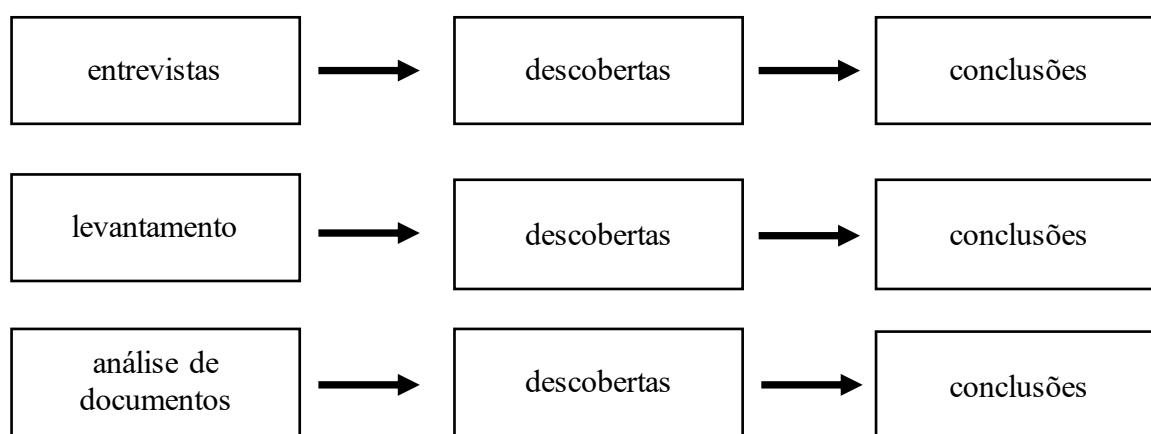 entrevistas
descobertas
conclusões
levantamento
descobertas
conclusões
análise de
documentos
descobertas
conclusões